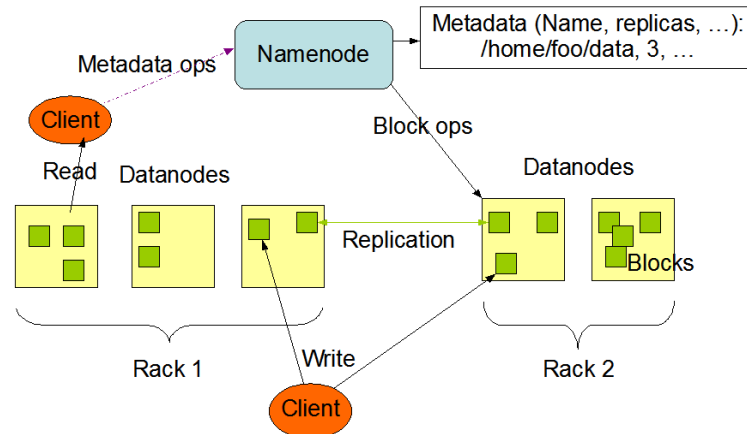 Metadata (Name, replicas, …):
/home/foo/data, 3, …
Namenode
Metadata ops
Client
Block ops
Read
Datanodes
Datanodes
Replication
Blocks
Rack 1
Write
Rack 2
Client